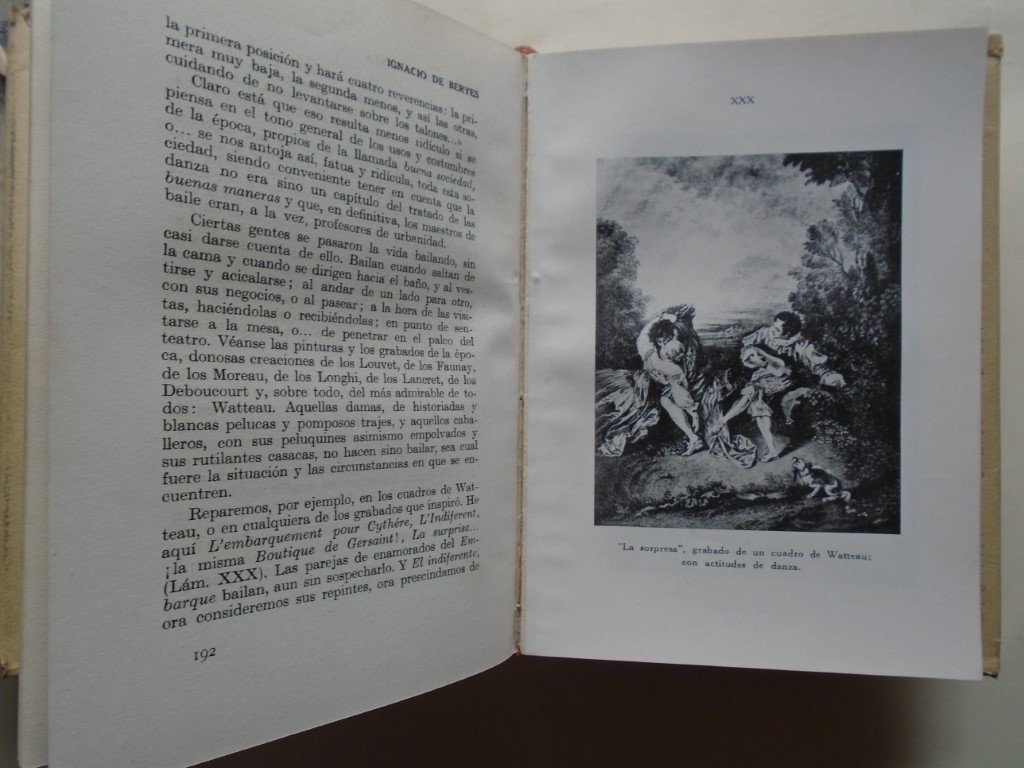 IGNACIO DE BERYES
la primera posición y hará cuatro reverencias: la pri-
mera muy baja, la segunda menos, y así las otras,
cuidando de no levantarse sobre los talones...»
Claro está que eso resulta menos ridículo si se
piensa en el tono general de los usos y costumbres
de la época, propios de la llamada buena sociedad,
o... se nos antoja así, fatua y ridícula, toda esta so-
ciedad, siendo conveniente tener en cuenta que la
danza no era sino un capítulo del tratado de las
buenas maneras y que, en definitiva, los maestros de
baile eran, a la vez, profesores de urbanidad.
Ciertas gentes se pasaron la vida bailando, sin
casi darse cuenta de ello. Bailan cuando saltan de
la cama y cuando se dirigen hacia el baño, y al ves-
tirse y acicalarse; al andar de un lado para otro,
con sus negocios, o al pasear; a la hora de las visi-
tas, haciéndolas o recibiéndolas; en punto de sen-
tarse a la mesa, o... de penetrar en el palco del
teatro. Véanse las pinturas y los grabados de la épo-
ca, donosas creaciones de los Louvet, de los Faunay,
de los Moreau, de los Longhi, de los Lancret, de los
Deboucourt y, sobre todo, del más admirable de to-
dos: Watteau. Aquellas damas, de historiadas y
blancas pelucas y pomposos trajes, y aquellos caba-
lleros, con sus peluquines asimismo empolvados y
sus rutilantes casacas, no hacen sino bailar, sea cual
fuere la situación y las circunstancias en que se en-
cuentren.
Reparemos, por ejemplo, en los cuadros de Wat-
teau, o en cualquiera de los grabados que inspiró. He
aquí L'embarquement pour Cythére, L'Indiferent,
¡la misma Boutique de Gersaint!, La surprise...
(Lám. XXX). Las parejas de enamorados del Em-
barque bailan, aun sin sospecharlo. Y El indiferente,
ora consideremos sus repintes, ora prescindamos de
192
XXX
"La sorpresa", grabado de un cuadro de Watteau;
con actitudes de danza.